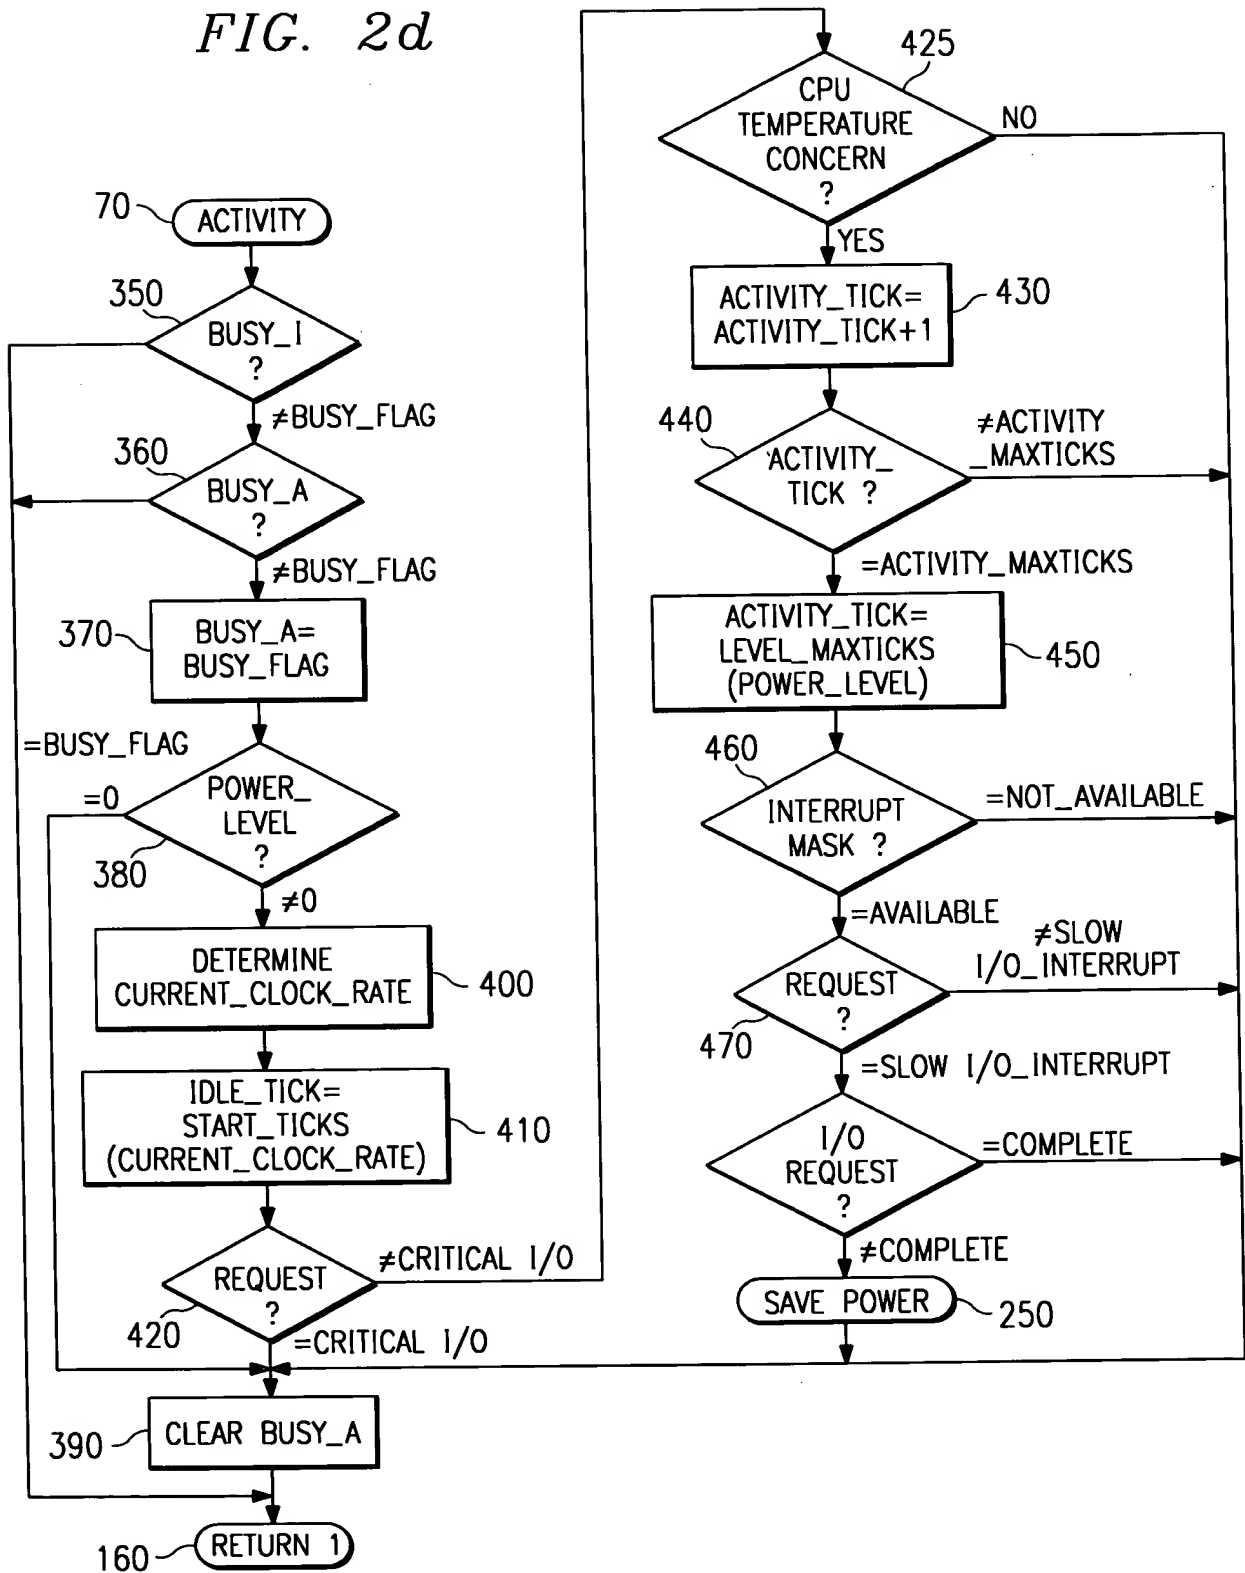 FIG. 2d
70
ACTIVITY
350
BUSY_I
?
≠BUSY_FLAG
360
BUSY_A
?
≠BUSY_FLAG
370
BUSY_A=
BUSY_FLAG
=BUSY_FLAG
=0
POWER_
LEVEL
?
380
≠0
DETERMINE
CURRENT_CLOCK_RATE
400
IDLE_TICK=
START_TICKS
(CURRENT_CLOCK_RATE)
410
REQUEST
?
≠CRITICAL I/O
420
=CRITICAL I/O
390
CLEAR BUSY_A
160
RETURN 1
425
CPU
TEMPERATURE
CONCERN
?
NO
YES
ACTIVITY_TICK=
ACTIVITY_TICK+1
430
440
ACTIVITY_
TICK ?
≠ACTIVITY
_MAXTICKS
=ACTIVITY_MAXTICKS
ACTIVITY_TICK=
LEVEL_MAXTICKS
(POWER_LEVEL)
450
460
INTERRUPT
MASK ?
=NOT_AVAILABLE
=AVAILABLE
REQUEST
?
≠SLOW
I/O_INTERRUPT
470
=SLOW I/O_INTERRUPT
I/O
REQUEST
?
=COMPLETE
≠COMPLETE
SAVE POWER
250